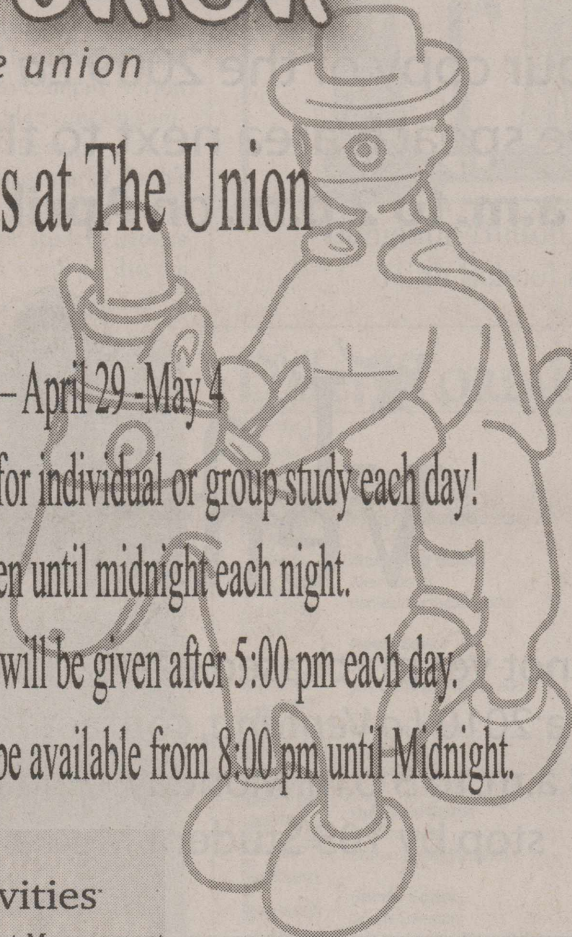 UNION
e union
s at The Union
– April 29 -May 4
for individual or group study each day!
en until midnight each night.
will be given after 5:00 pm each day.
be available from 8:00 pm until Midnight.
vities